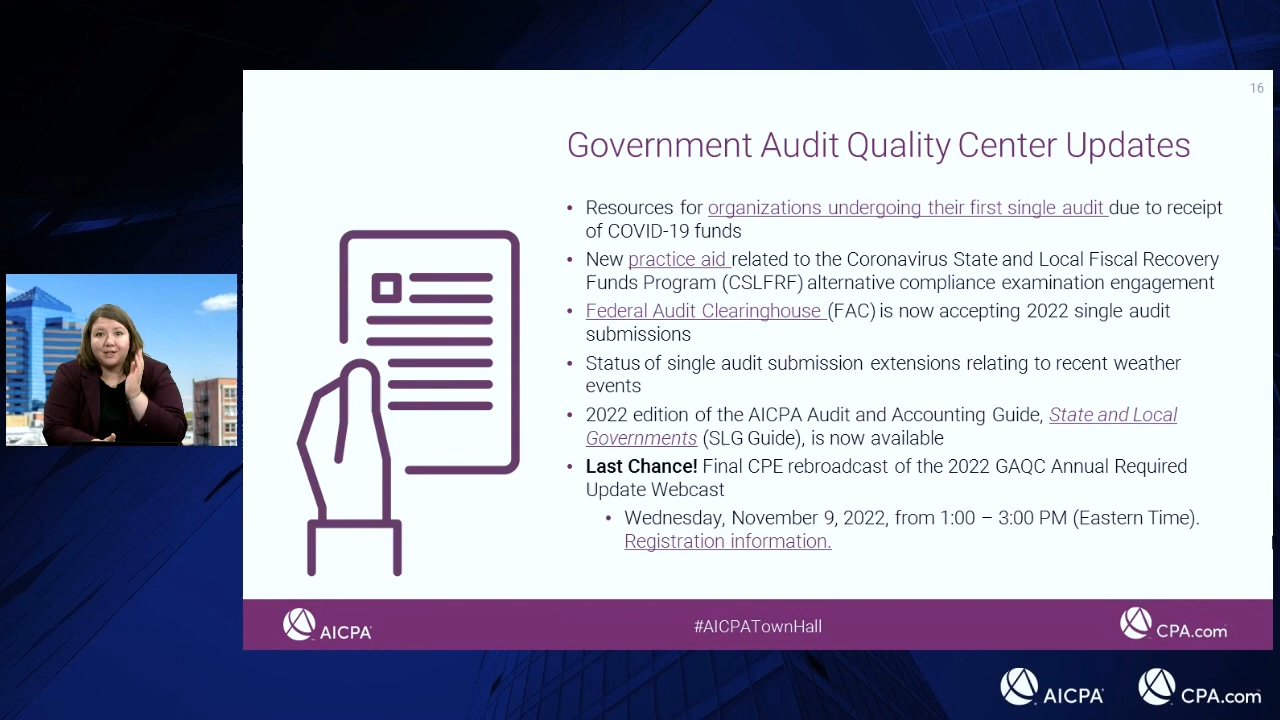 16
Government Audit Quality Center Updates
• Resources for organizations undergoing their first single audit due to receipt
of COVID-19 funds
• New practice aid related to the Coronavirus State and Local Fiscal Recovery
Funds Program (CSLFRF) alternative compliance examination engagement
• Federal Audit Clearinghouse (FAC) is now accepting 2022 single audit
submissions
• Status of single audit submission extensions relating to recent weather
events
• 2022 edition of the AICPA Audit and Accounting Guide, State and Local
Governments (SLG Guide), is now available
• Last Chance! Final CPE rebroadcast of the 2022 GAQC Annual Required
Update Webcast
• Wednesday, November 9, 2022, from 1:00 – 3:00 PM (Eastern Time).
Registration information.
AICPA
#AICPATownHall
CPA.com
AICPA
CPA.com